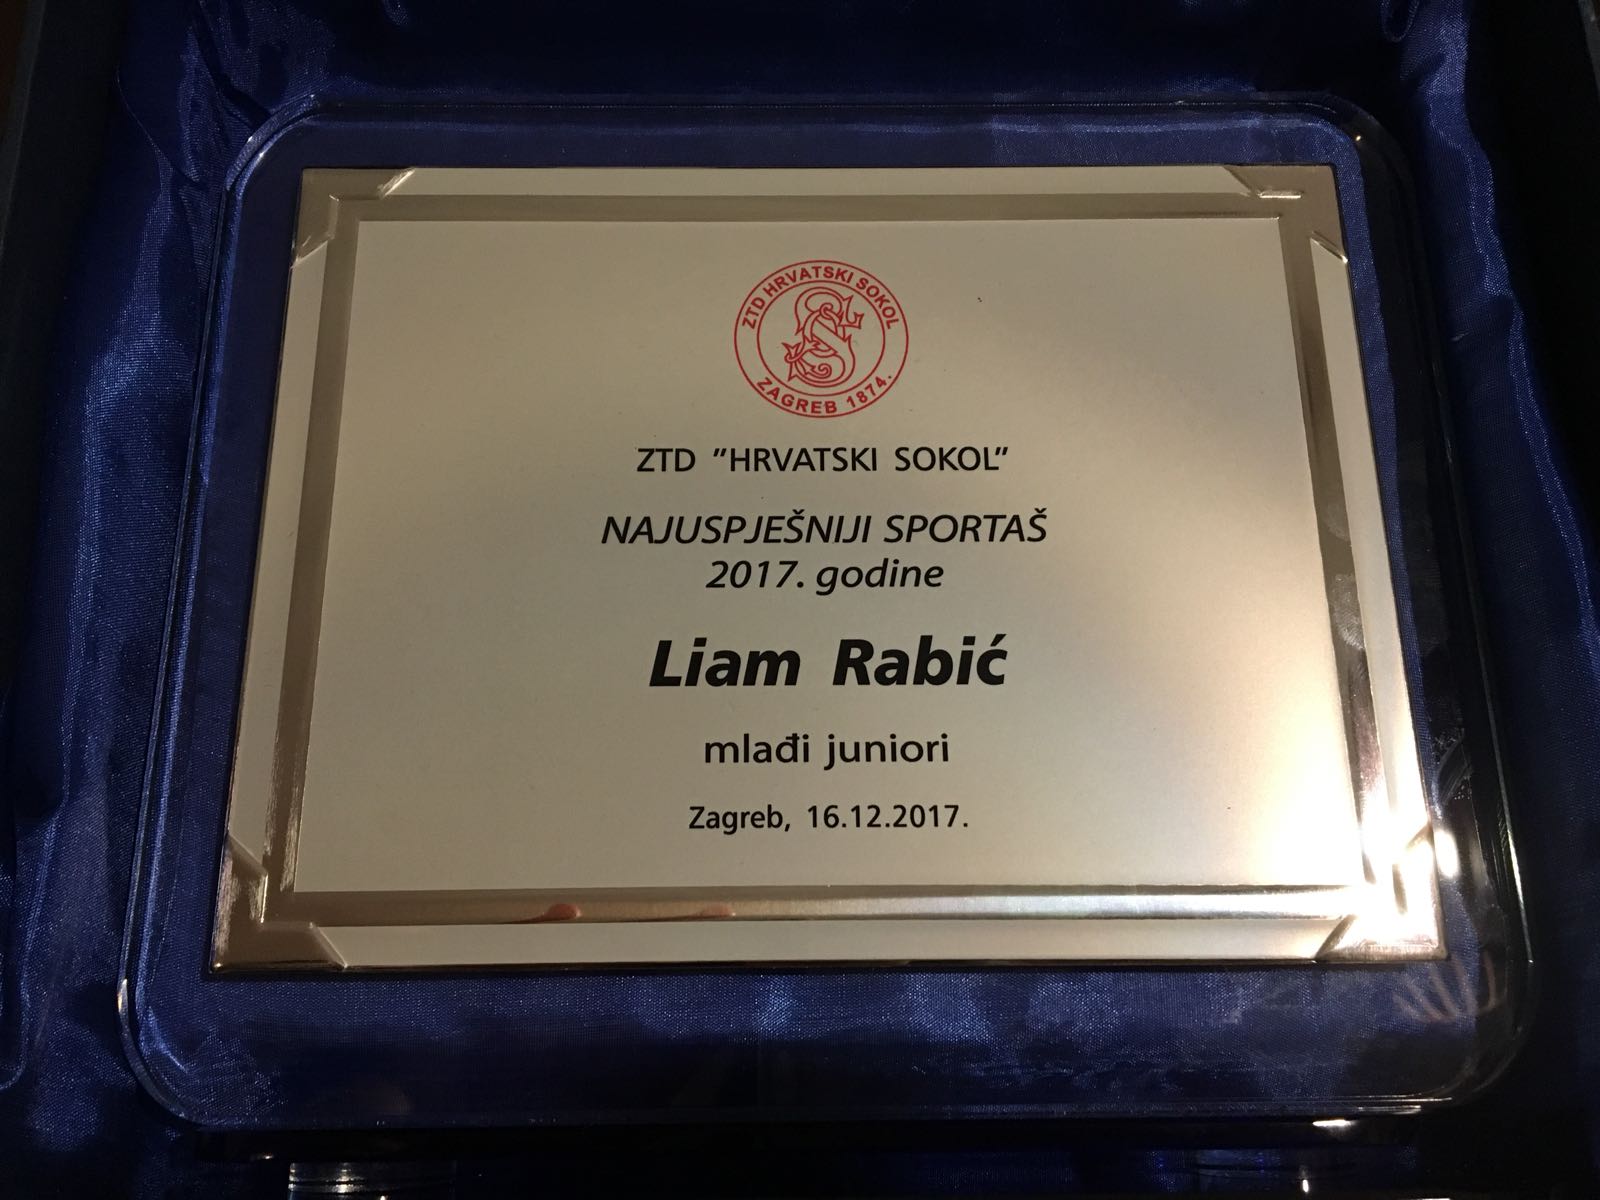 ZTD HRVATSKI SOKOL
ZAGREB 1874.
ZTD "HRVATSKI SOKOL"
NAJUSPJEŠNIJI SPORTAŠ
2017. godine
Liam Rabić
mlađi juniori
Zagreb, 16.12.2017.